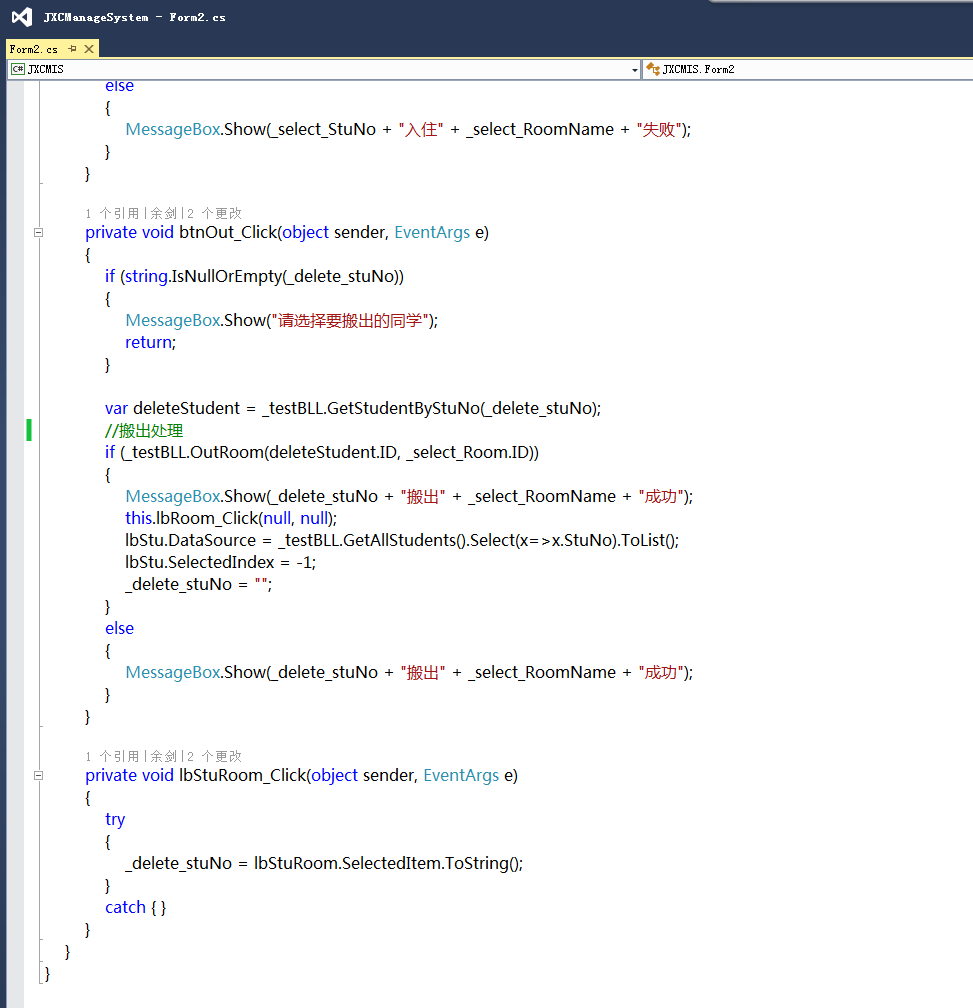 JXCManageSystem - Form2.cs
Form2.cs
C# JXCMIS
JXCMIS.Form2
else
{
MessageBox.Show(_select_StuNo + "入住" + _select_RoomName + "失败");
}
}
1 个引用|余剑|2 个更改
private void btnOut_Click(object sender, EventArgs e)
{
if (string.IsNullOrEmpty(_delete_stuNo))
{
MessageBox.Show("请选择要搬出的同学");
return;
}
var deleteStudent = _testBLL.GetStudentByStuNo(_delete_stuNo);
//搬出处理
if (_testBLL.OutRoom(deleteStudent.ID, _select_Room.ID))
{
MessageBox.Show(_delete_stuNo + "搬出" + _select_RoomName + "成功");
this.lbRoom_Click(null, null);
lbStu.DataSource = _testBLL.GetAllStudents().Select(x=>x.StuNo).ToList();
lbStu.SelectedIndex = -1;
_delete_stuNo = "";
}
else
{
MessageBox.Show(_delete_stuNo + "搬出" + _select_RoomName + "成功");
}
}
1 个引用|余剑|2 个更改
private void lbStuRoom_Click(object sender, EventArgs e)
{
try
{
_delete_stuNo = lbStuRoom.SelectedItem.ToString();
}
catch { }
}
}
}